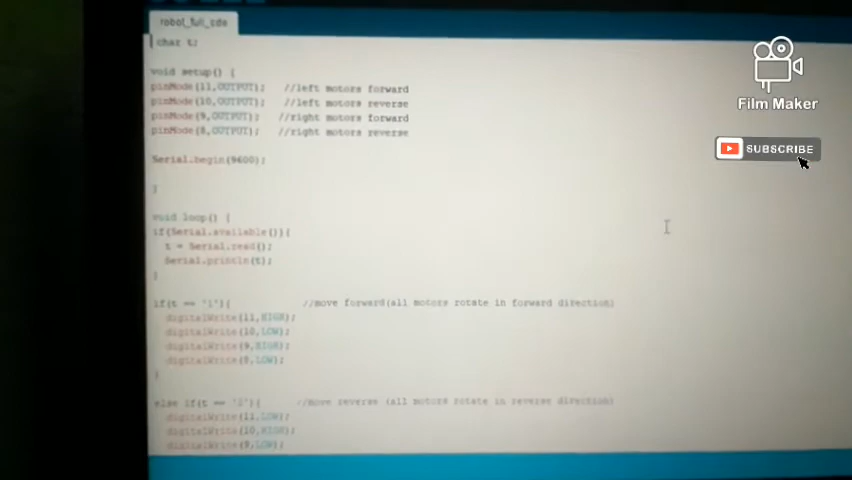 robot_full_cde
char t;
void setup() {
pinMode(11,OUTPUT);   //left motors forward
pinMode(10,OUTPUT);   //left motors reverse
pinMode(9,OUTPUT);   //right motors forward
pinMode(8,OUTPUT);   //right motors reverse
Serial.begin(9600);
}
void loop() {
if(Serial.available()){
t = Serial.read();
Serial.println(t);
}
if(t == '1'){   //move forward(all motors rotate in forward direction)
digitalWrite(11,HIGH);
digitalWrite(10,LOW);
digitalWrite(9,HIGH);
digitalWrite(8,LOW);
}
else if(t == '2'){   //move reverse (all motors rotate in reverse direction)
digitalWrite(11,LOW);
digitalWrite(10,HIGH);
digitalWrite(9,LOW);
Film Maker
SUBSCRIBE